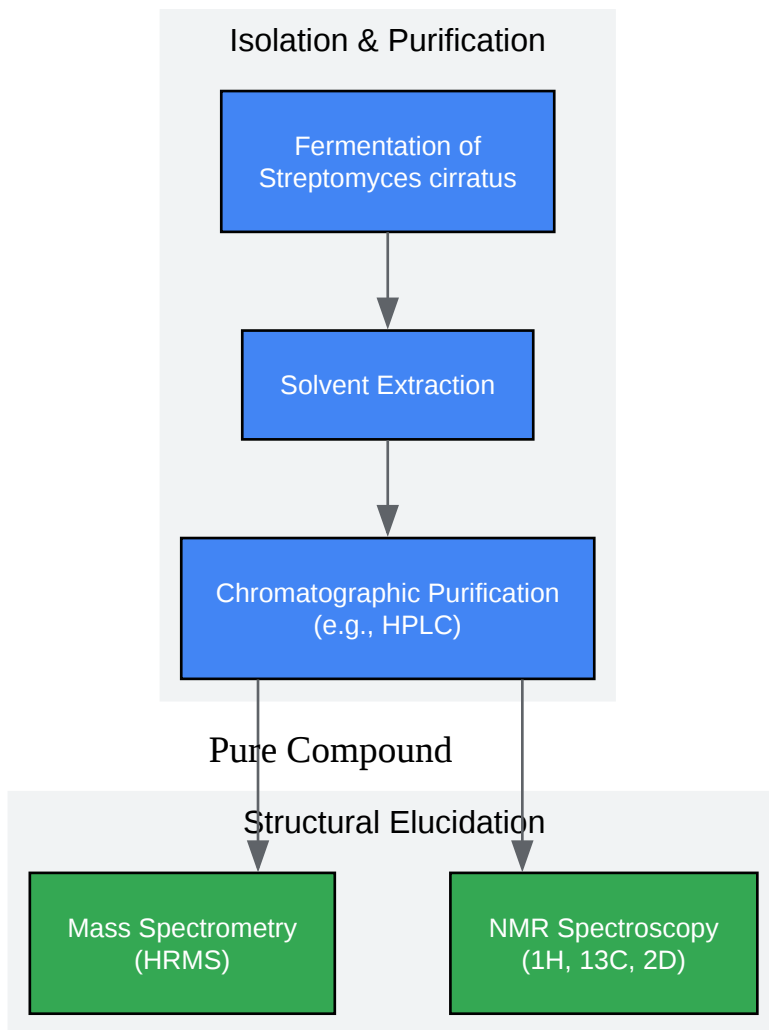 Isolation & Purification
Fermentation of
Streptomyces cirratus
Solvent Extraction
Chromatographic Purification
(e.g., HPLC)
Pure Compound
Structural Elucidation
Mass Spectrometry
(HRMS)
NMR Spectroscopy
(1H, 13C, 2D)